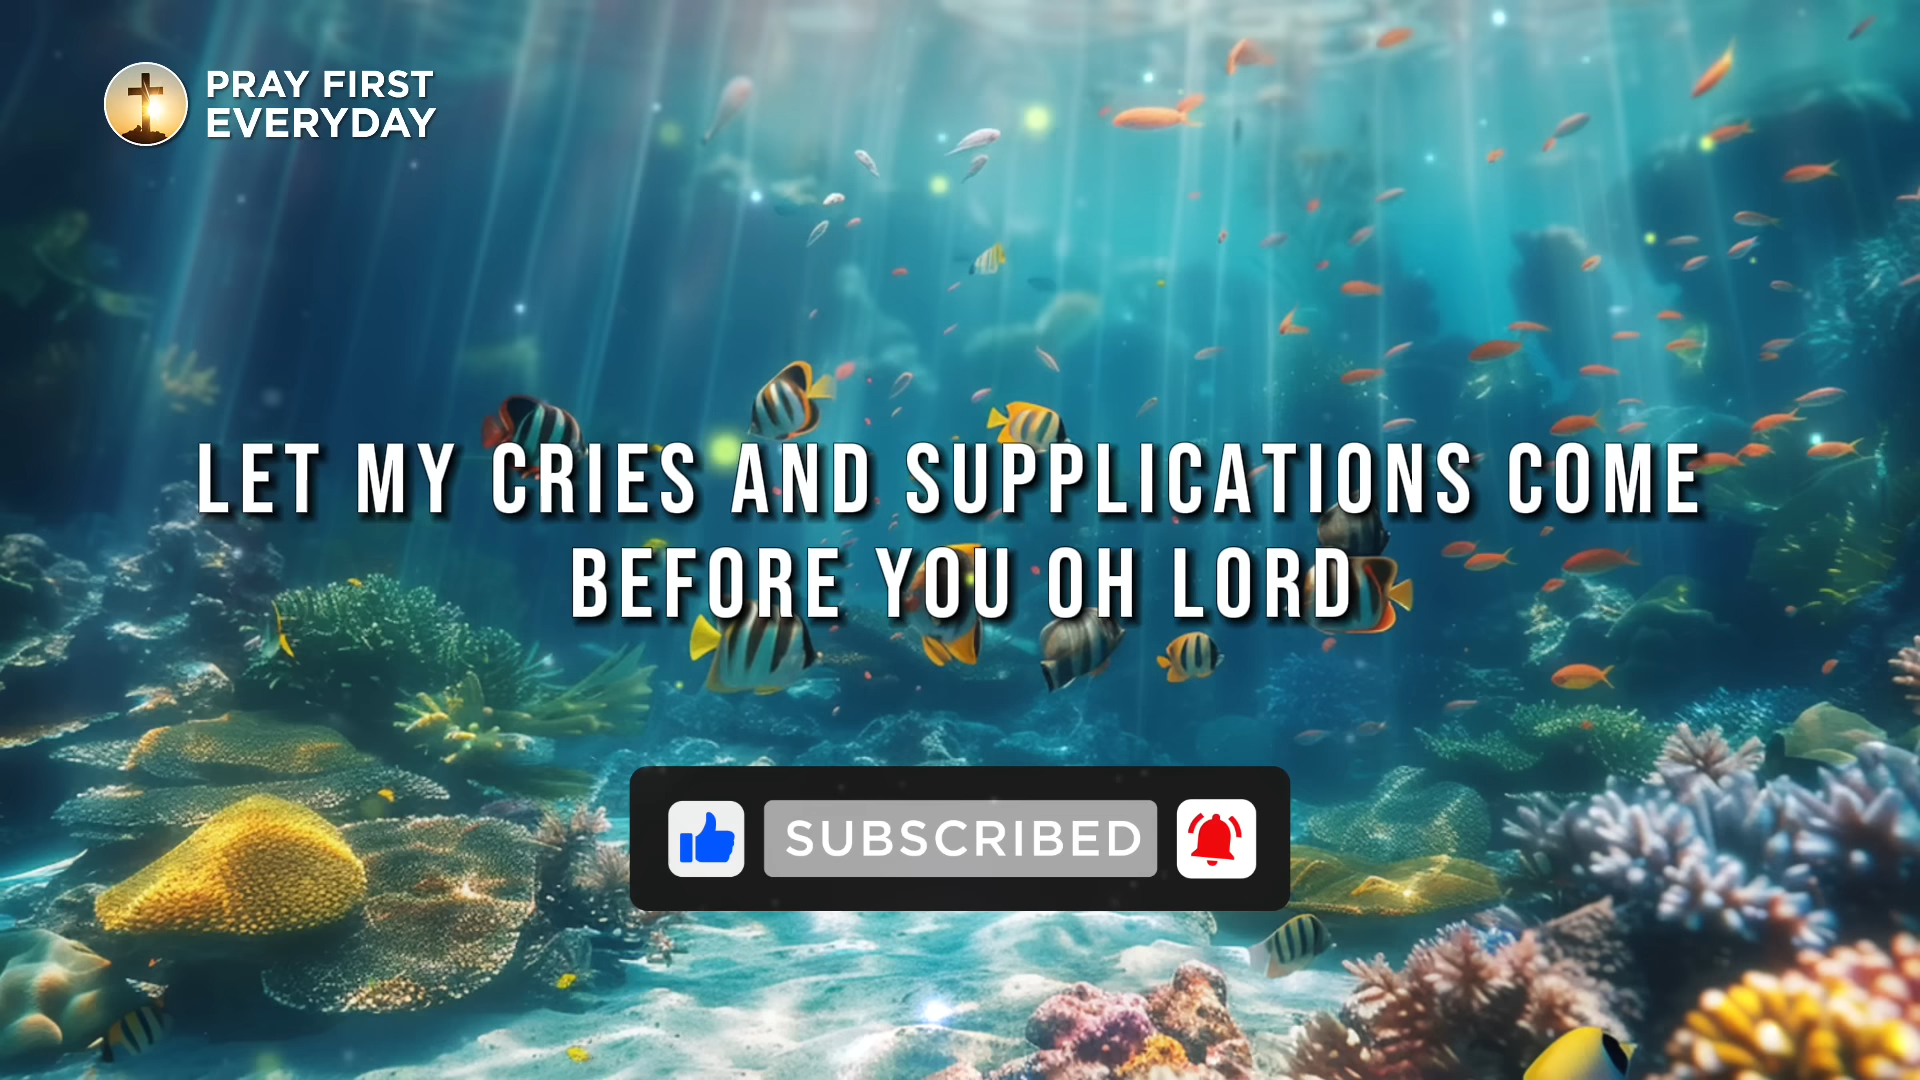 PRAY FIRST
EVERYDAY
LET MY CRIES AND SUPPLICATIONS COME
BEFORE YOU OH LORD
SUBSCRIBED